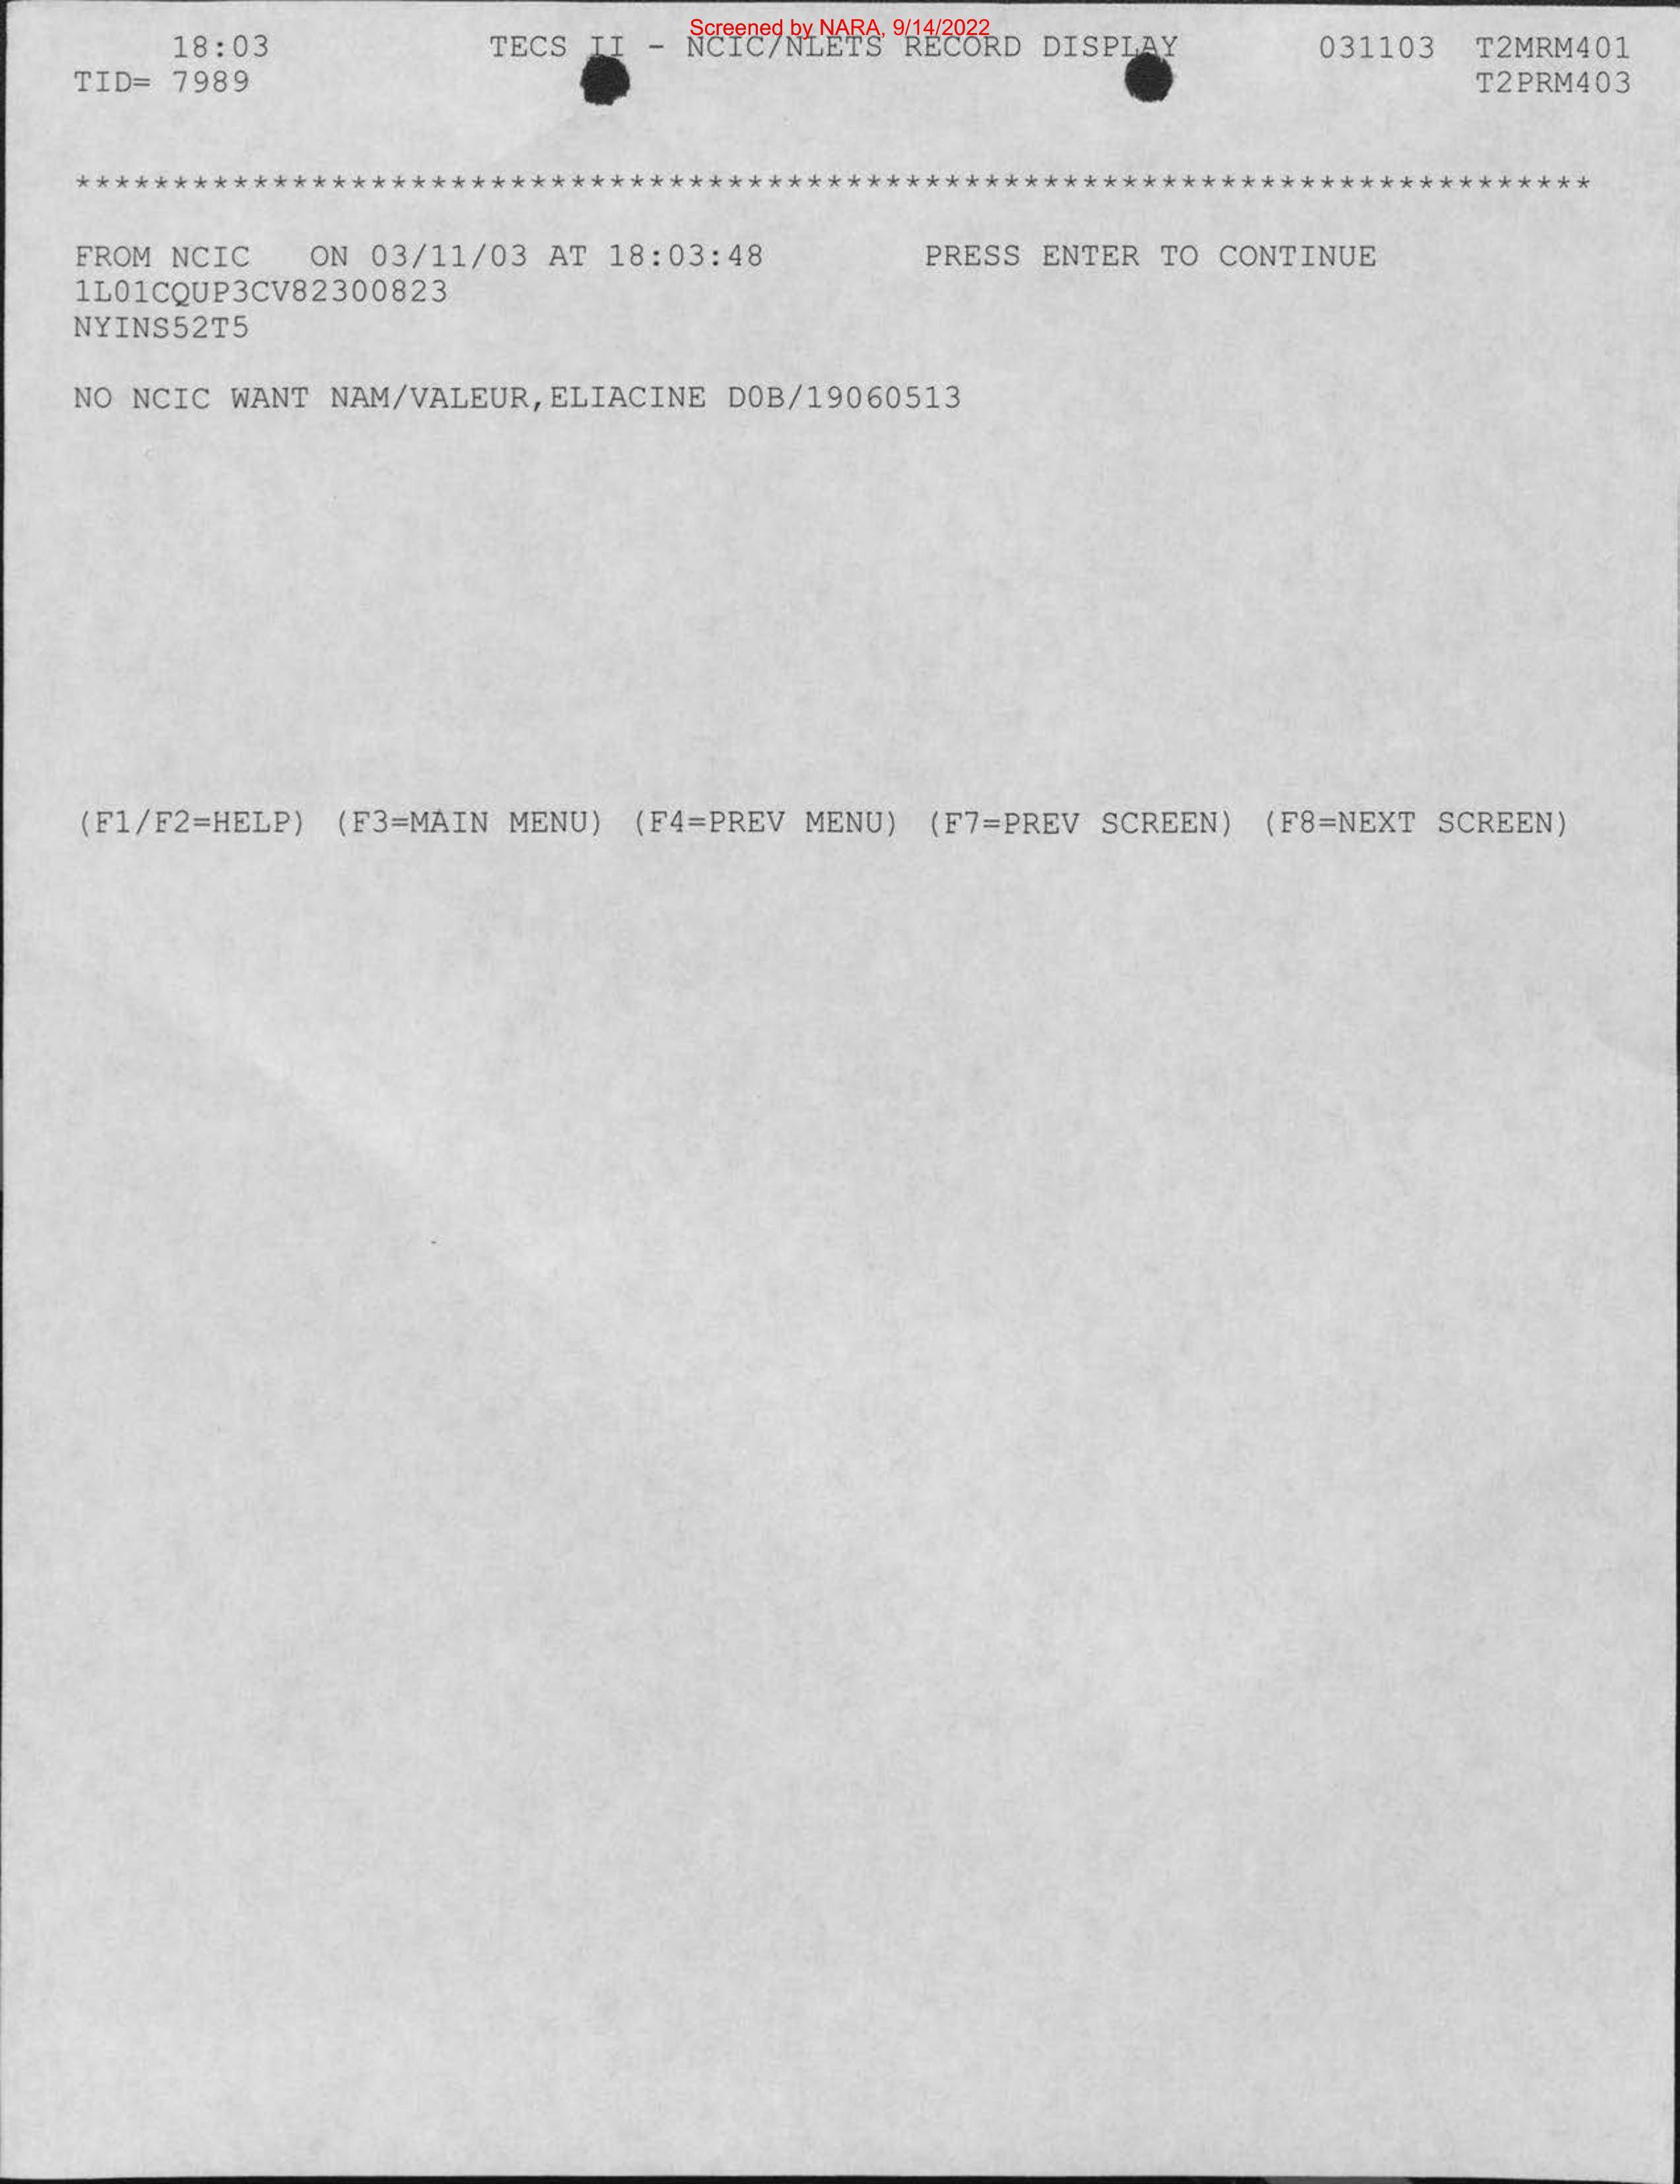 Screened by NARA, 9/14/2022
18:03 TECS II - NCIC/NLETS RECORD DISPLAY 031103 T2MRM401
TID= 7989 T2PRM403
*****************************************************************************
FROM NCIC ON 03/11/03 AT 18:03:48 PRESS ENTER TO CONTINUE
1L01CQUP3CV82300823
NYINS52T5
NO NCIC WANT NAM/VALEUR,ELIACINE DOB/19060513
(F1/F2=HELP) (F3=MAIN MENU) (F4=PREV MENU) (F7=PREV SCREEN) (F8=NEXT SCREEN)